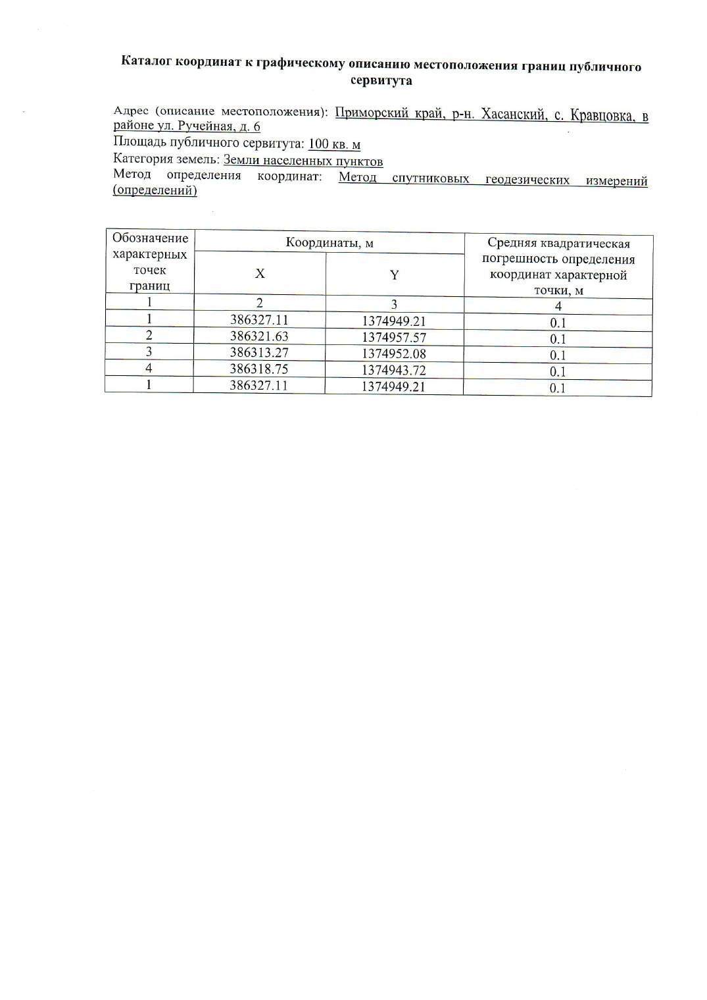 Каталог координат к графическому описанию местоположения границ публичного
сервитута
Адрес (описание местоположения): Приморский край, р-н. Хасанский, с. Кравцовка, в
районе ул. Ручейная, д. 6
Площадь публичного сервитута: 100 кв. м
Категория земель: Земли населенных пунктов
Метод определения координат: Метод спутниковых геодезических измерений
(определений)
Обозначение
характерных
точек
границ
Координаты, м
X
Y
Средняя квадратическая
погрешность определения
координат характерной
точки, м
1 2 3 4
1 386327.11 1374949.21 0.1
2 386321.63 1374957.57 0.1
3 386313.27 1374952.08 0.1
4 386318.75 1374943.72 0.1
1 386327.11 1374949.21 0.1